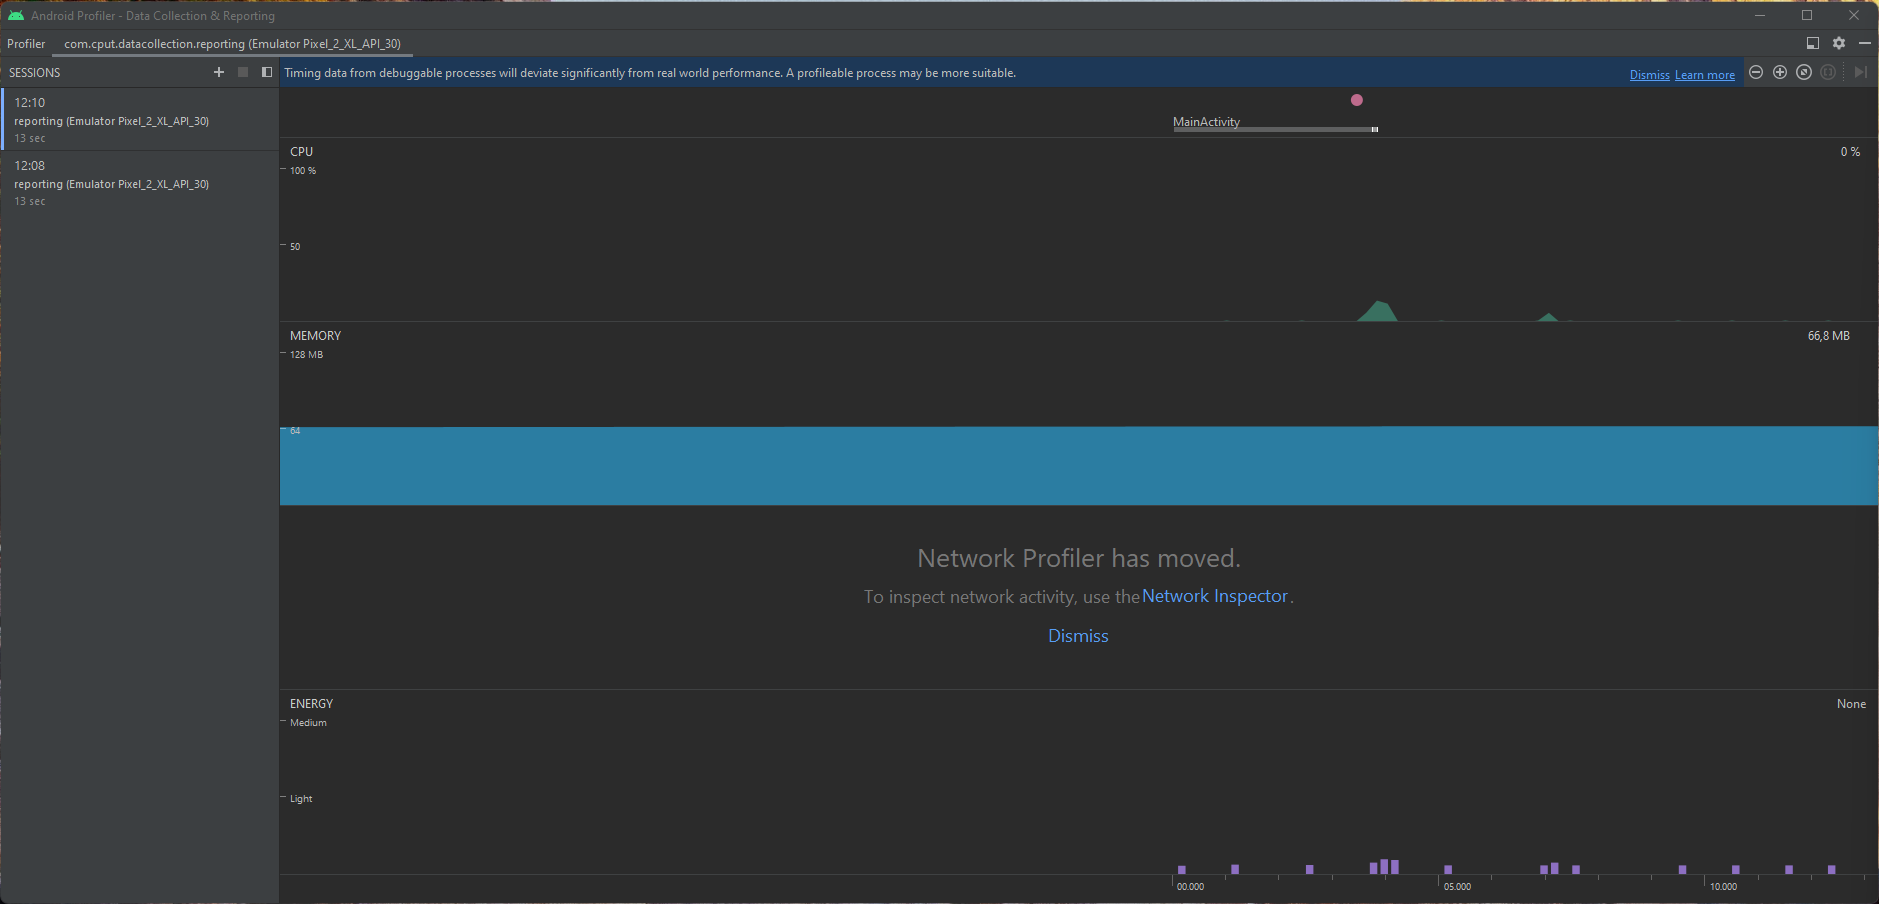 Android Profiler - Data Collection & Reporting
Profiler com.cput.datacollection.reporting (Emulator Pixel_2_XL_API_30)
SESSIONS
Timing data from debuggable processes will deviate significantly from real world performance. A profileable process may be more suitable.
Dismiss Learn more
12:10
reporting (Emulator Pixel_2_XL_API_30)
13 sec
12:08
reporting (Emulator Pixel_2_XL_API_30)
13 sec
MainActivity
CPU
0 %
100 %
50
MEMORY
66,8 MB
128 MB
64
Network Profiler has moved.
To inspect network activity, use the Network Inspector.
Dismiss
ENERGY
None
Medium
Light
00.000 05.000 10.000